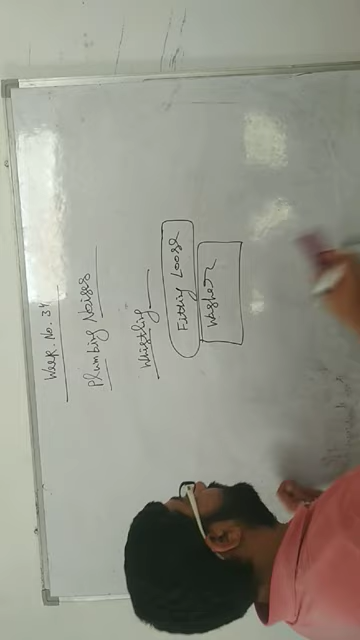 Week. No. 34
Plumbing Noises
Whistling
Fitting Loose
Washer